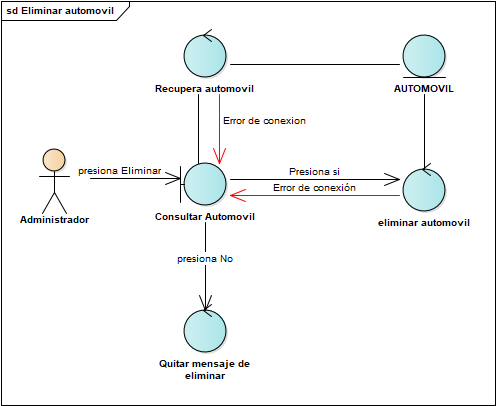 sd Eliminar automovil
Recupera automovil
AUTOMOVIL
Error de conexion
presiona Eliminar
Presiona si
Error de conexión
Administrador
Consultar Automovil
eliminar automovil
presiona No
Quitar mensaje de
eliminar